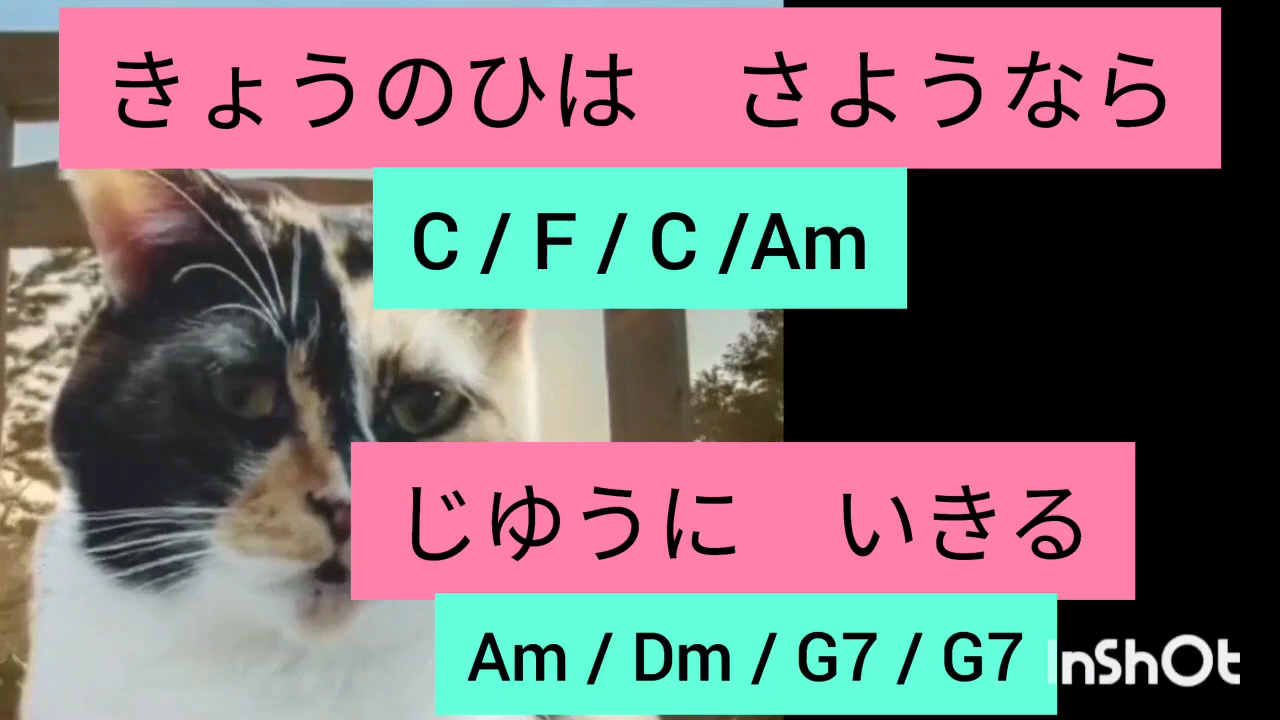 きょうのひは　さようなら
C / F / C /Am
じゆうに　いきる
Am / Dm / G7 / G7
InShOt